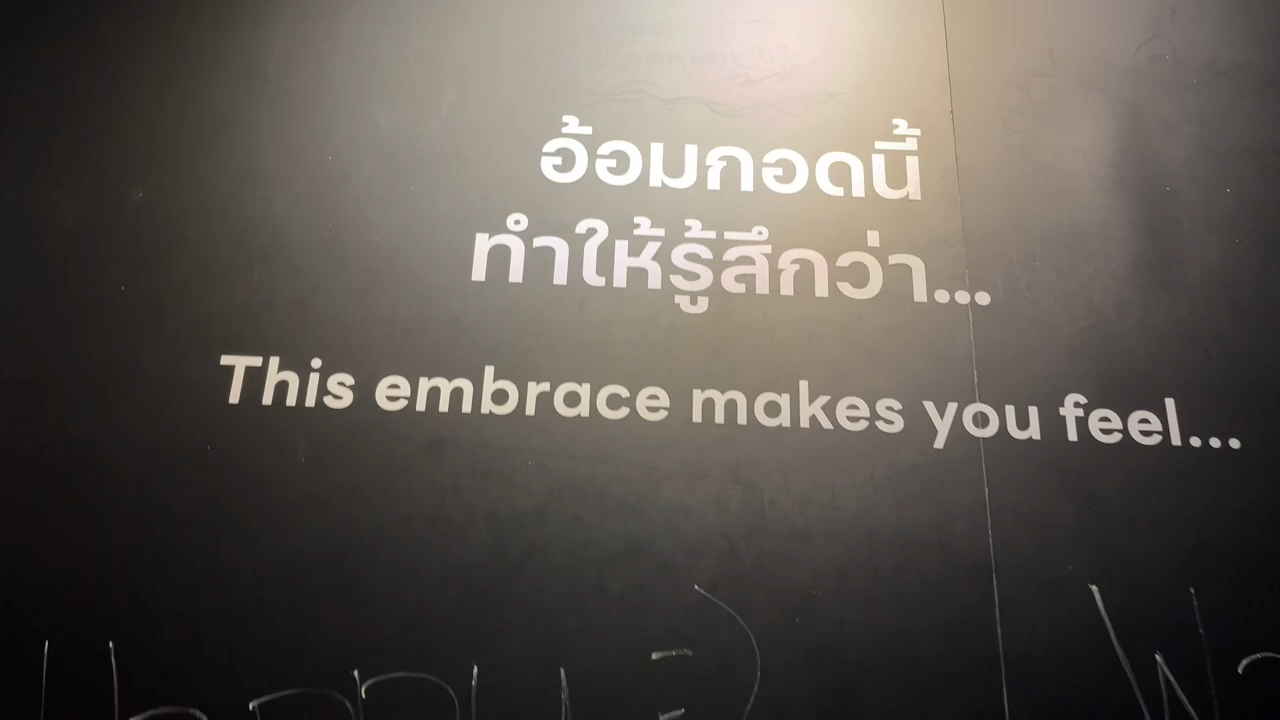 อ้อมกอดนี้
ทำให้รู้สึกว่า...
This embrace makes you feel...